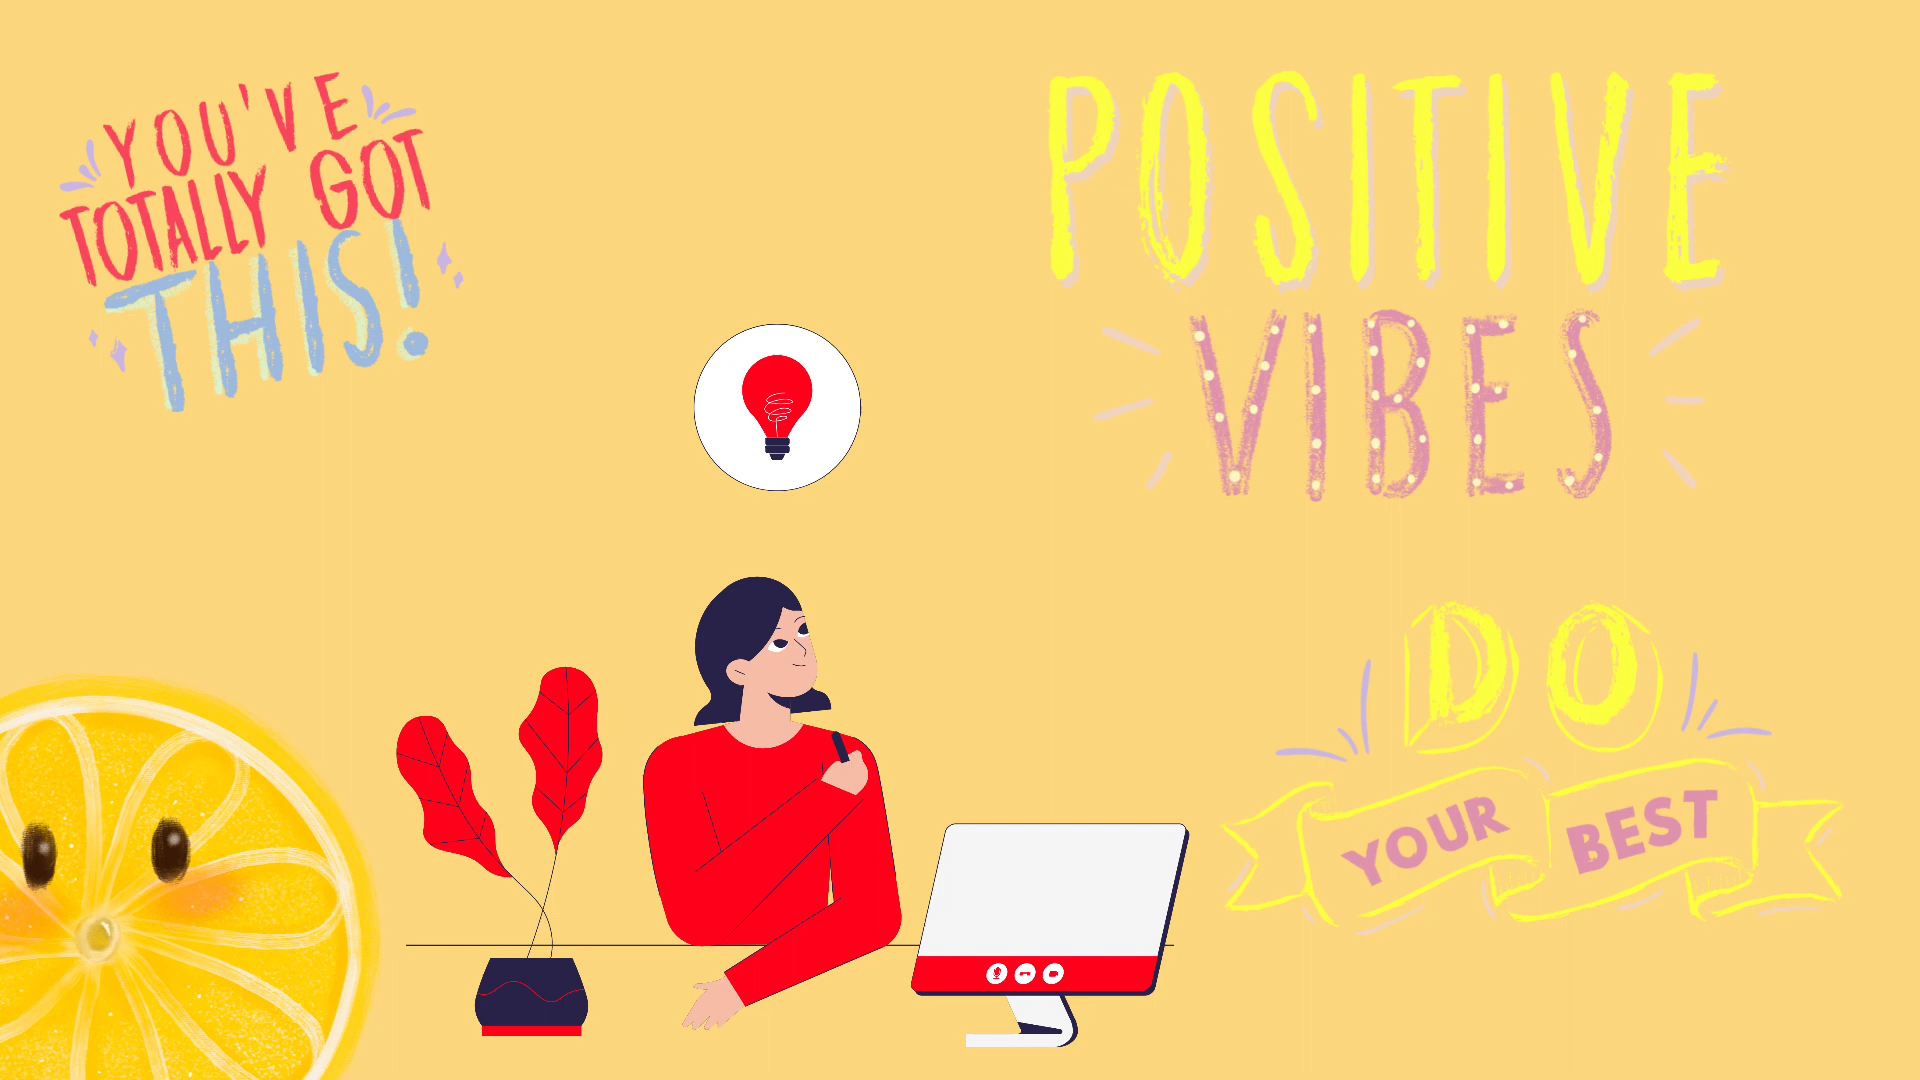 YOU'VE
TOTALLY GOT
THIS!
POSITIVE
VIBES
DO
YOUR BEST